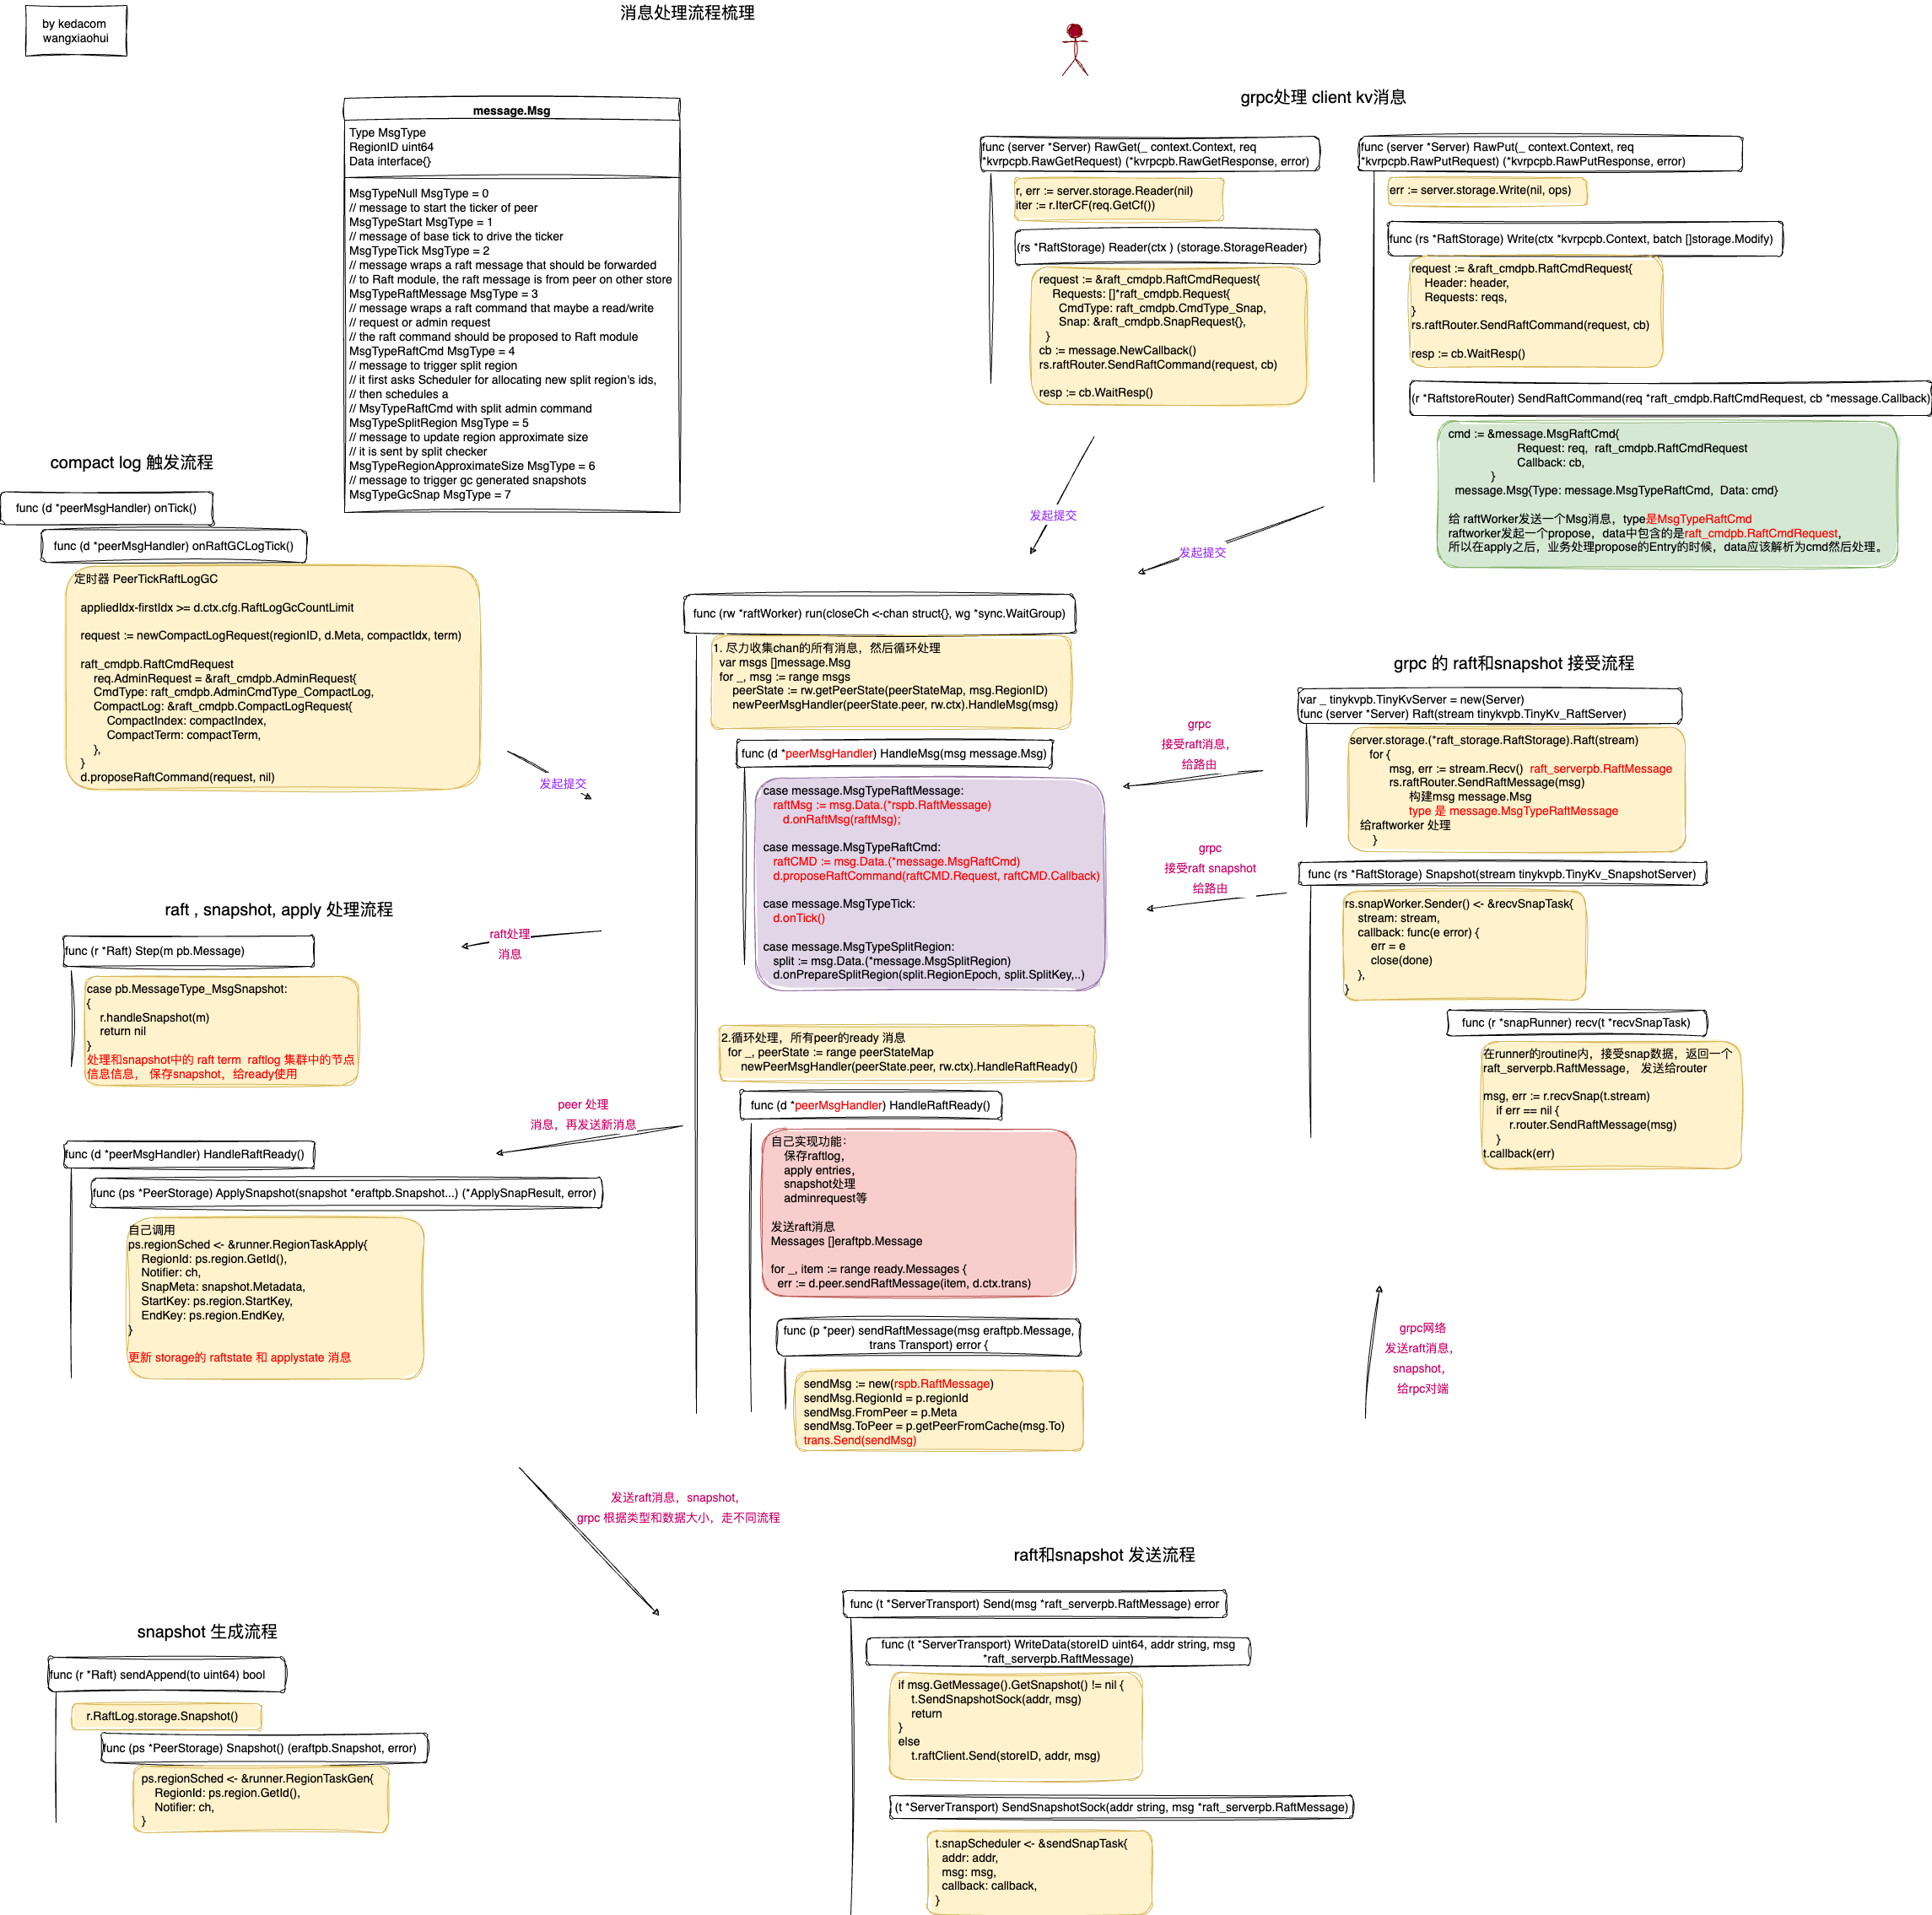 by kedacom
wangxiaohui
消息处理流程梳理
message.Msg
Type MsgType
RegionID uint64
Data interface{}
MsgTypeNull MsgType = 0
// message to start the ticker of peer
MsgTypeStart MsgType = 1
// message of base tick to drive the ticker
MsgTypeTick MsgType = 2
// message wraps a raft message that should be forwarded
// to Raft module, the raft message is from peer on other store
MsgTypeRaftMessage MsgType = 3
// message wraps a raft command that maybe a read/write
// request or admin request
// the raft command should be proposed to Raft module
MsgTypeRaftCmd MsgType = 4
// message to trigger split region
// it first asks Scheduler for allocating new split region's ids,
// then schedules a
// MsyTypeRaftCmd with split admin command
MsgTypeSplitRegion MsgType = 5
// message to update region approximate size
// it is sent by split checker
MsgTypeRegionApproximateSize MsgType = 6
// message to trigger gc generated snapshots
MsgTypeGcSnap MsgType = 7
grpc处理 client kv消息
func (server *Server) RawGet(_ context.Context, req
*kvrpcpb.RawGetRequest) (*kvrpcpb.RawGetResponse, error)
r, err := server.storage.Reader(nil)
iter := r.IterCF(req.GetCf())
(rs *RaftStorage) Reader(ctx ) (storage.StorageReader)
request := &raft_cmdpb.RaftCmdRequest{
Requests: []*raft_cmdpb.Request{
CmdType: raft_cmdpb.CmdType_Snap,
Snap: &raft_cmdpb.SnapRequest{},
}
cb := message.NewCallback()
rs.raftRouter.SendRaftCommand(request, cb)
resp := cb.WaitResp()
func (server *Server) RawPut(_ context.Context, req
*kvrpcpb.RawPutRequest) (*kvrpcpb.RawPutResponse, error)
err := server.storage.Write(nil, ops)
func (rs *RaftStorage) Write(ctx *kvrpcpb.Context, batch []storage.Modify)
request := &raft_cmdpb.RaftCmdRequest{
Header: header,
Requests: reqs,
}
rs.raftRouter.SendRaftCommand(request, cb)
resp := cb.WaitResp()
(r *RaftstoreRouter) SendRaftCommand(req *raft_cmdpb.RaftCmdRequest, cb *message.Callback)
cmd := &message.MsgRaftCmd{
Request: req, raft_cmdpb.RaftCmdRequest
Callback: cb,
}
message.Msg{Type: message.MsgTypeRaftCmd, Data: cmd}
给 raftWorker发送一个Msg消息，type是MsgTypeRaftCmd
raftworker发起一个propose，data中包含的是raft_cmdpb.RaftCmdRequest，
所以在apply之后，业务处理propose的Entry的时候，data应该解析为cmd然后处理。
发起提交
发起提交
compact log 触发流程
func (d *peerMsgHandler) onTick()
func (d *peerMsgHandler) onRaftGCLogTick()
定时器 PeerTickRaftLogGC
appliedIdx-firstIdx >= d.ctx.cfg.RaftLogGcCountLimit
request := newCompactLogRequest(regionID, d.Meta, compactIdx, term)
raft_cmdpb.RaftCmdRequest
req.AdminRequest = &raft_cmdpb.AdminRequest{
CmdType: raft_cmdpb.AdminCmdType_CompactLog,
CompactLog: &raft_cmdpb.CompactLogRequest{
CompactIndex: compactIndex,
CompactTerm: compactTerm,
},
}
d.proposeRaftCommand(request, nil)
发起提交
func (rw *raftWorker) run(closeCh <-chan struct{}, wg *sync.WaitGroup)
1. 尽力收集chan的所有消息，然后循环处理
var msgs []message.Msg
for _, msg := range msgs
peerState := rw.getPeerState(peerStateMap, msg.RegionID)
newPeerMsgHandler(peerState.peer, rw.ctx).HandleMsg(msg)
func (d *peerMsgHandler) HandleMsg(msg message.Msg)
case message.MsgTypeRaftMessage:
raftMsg := msg.Data.(*rspb.RaftMessage)
d.onRaftMsg(raftMsg);
case message.MsgTypeRaftCmd:
raftCMD := msg.Data.(*message.MsgRaftCmd)
d.proposeRaftCommand(raftCMD.Request, raftCMD.Callback)
case message.MsgTypeTick:
d.onTick()
case message.MsgTypeSplitRegion:
split := msg.Data.(*message.MsgSplitRegion)
d.onPrepareSplitRegion(split.RegionEpoch, split.SplitKey,..)
2.循环处理，所有peer的ready 消息
for _, peerState := range peerStateMap
newPeerMsgHandler(peerState.peer, rw.ctx).HandleRaftReady()
func (d *peerMsgHandler) HandleRaftReady()
自己实现功能：
保存raftlog，
apply entries，
snapshot处理
adminrequest等
发送raft消息
Messages []eraftpb.Message
for _, item := range ready.Messages {
err := d.peer.sendRaftMessage(item, d.ctx.trans)
func (p *peer) sendRaftMessage(msg eraftpb.Message,
trans Transport) error {
sendMsg := new(rspb.RaftMessage)
sendMsg.RegionId = p.regionId
sendMsg.FromPeer = p.Meta
sendMsg.ToPeer = p.getPeerFromCache(msg.To)
trans.Send(sendMsg)
grpc
接受raft消息，
给路由
grpc
接受raft snapshot
给路由
grpc 的 raft和snapshot 接受流程
var _ tinykvpb.TinyKvServer = new(Server)
func (server *Server) Raft(stream tinykvpb.TinyKv_RaftServer)
server.storage.(*raft_storage.RaftStorage).Raft(stream)
for {
msg, err := stream.Recv() raft_serverpb.RaftMessage
rs.raftRouter.SendRaftMessage(msg)
构建msg message.Msg
type 是 message.MsgTypeRaftMessage
给raftworker 处理
}
func (rs *RaftStorage) Snapshot(stream tinykvpb.TinyKv_SnapshotServer)
rs.snapWorker.Sender() <- &recvSnapTask{
stream: stream,
callback: func(e error) {
err = e
close(done)
},
}
func (r *snapRunner) recv(t *recvSnapTask)
在runner的routine内，接受snap数据，返回一个
raft_serverpb.RaftMessage， 发送给router
msg, err := r.recvSnap(t.stream)
if err == nil {
r.router.SendRaftMessage(msg)
}
t.callback(err)
raft , snapshot, apply 处理流程
func (r *Raft) Step(m pb.Message)
case pb.MessageType_MsgSnapshot:
{
r.handleSnapshot(m)
return nil
}
处理和snapshot中的 raft term raftlog 集群中的节点
信息信息， 保存snapshot，给ready使用
raft处理
消息
peer 处理
消息，再发送新消息
func (d *peerMsgHandler) HandleRaftReady()
func (ps *PeerStorage) ApplySnapshot(snapshot *eraftpb.Snapshot...) (*ApplySnapResult, error)
自己调用
ps.regionSched <- &runner.RegionTaskApply{
RegionId: ps.region.GetId(),
Notifier: ch,
SnapMeta: snapshot.Metadata,
StartKey: ps.region.StartKey,
EndKey: ps.region.EndKey,
}
更新 storage的 raftstate 和 applystate 消息
grpc网络
发送raft消息，
snapshot，
给rpc对端
发送raft消息，snapshot，
grpc 根据类型和数据大小，走不同流程
raft和snapshot 发送流程
func (t *ServerTransport) Send(msg *raft_serverpb.RaftMessage) error
func (t *ServerTransport) WriteData(storeID uint64, addr string, msg
*raft_serverpb.RaftMessage)
if msg.GetMessage().GetSnapshot() != nil {
t.SendSnapshotSock(addr, msg)
return
}
else
t.raftClient.Send(storeID, addr, msg)
(t *ServerTransport) SendSnapshotSock(addr string, msg *raft_serverpb.RaftMessage)
t.snapScheduler <- &sendSnapTask{
addr: addr,
msg: msg,
callback: callback,
}
snapshot 生成流程
func (r *Raft) sendAppend(to uint64) bool
r.RaftLog.storage.Snapshot()
func (ps *PeerStorage) Snapshot() (eraftpb.Snapshot, error)
ps.regionSched <- &runner.RegionTaskGen{
RegionId: ps.region.GetId(),
Notifier: ch,
}